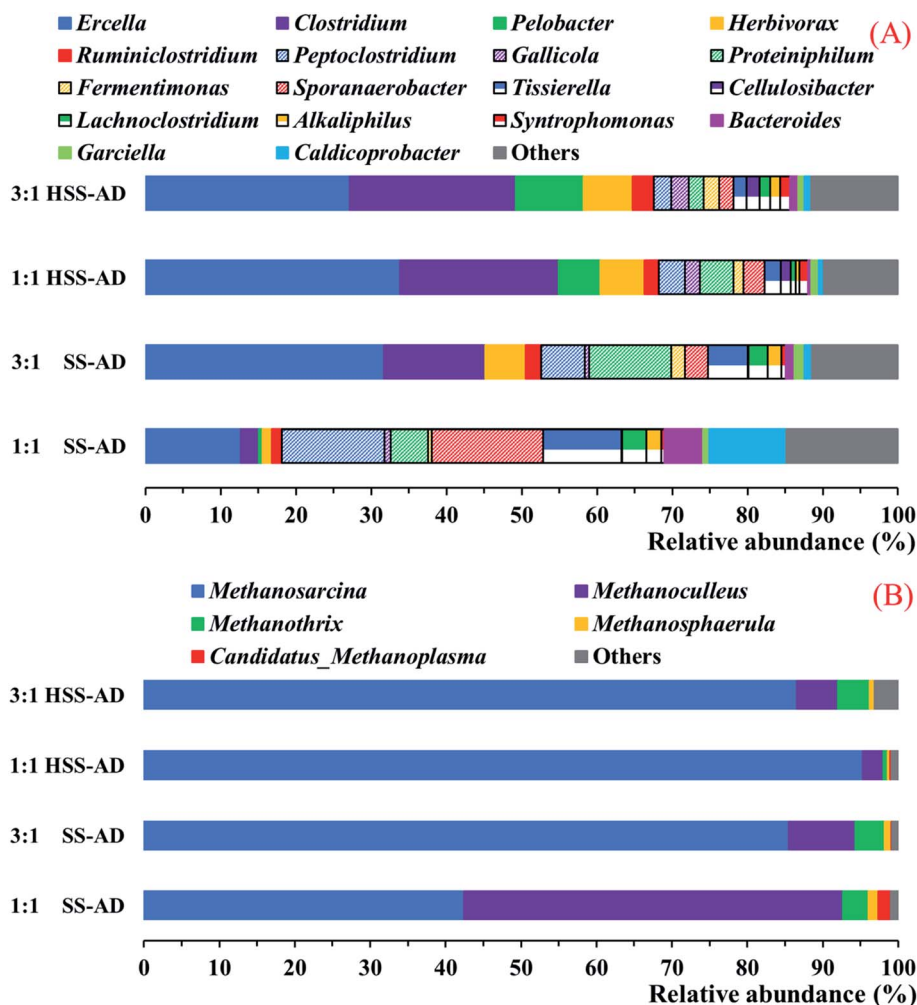 Ercella Clostridium Pelobacter Herbivorax (A)
Ruminiclostridium Peptoclostridium Gallicola Proteiniphilum
Fermentimonas Sporanaerobacter Tissierella Cellulosibacter
Lachnoclostridium Alkaliphilus Syntrophomonas Bacteroides
Garciella Caldicoprobacter Others
3:1 HSS-AD
1:1 HSS-AD
3:1 SS-AD
1:1 SS-AD
0 10 20 30 40 50 60 70 80 90 100
Relative abundance (%)
Methanosarcina Methanoculleus (B)
Methanothrix Methanosphaerula
Candidatus_Methanoplasma Others
3:1 HSS-AD
1:1 HSS-AD
3:1 SS-AD
1:1 SS-AD
0 10 20 30 40 50 60 70 80 90 100
Relative abundance (%)